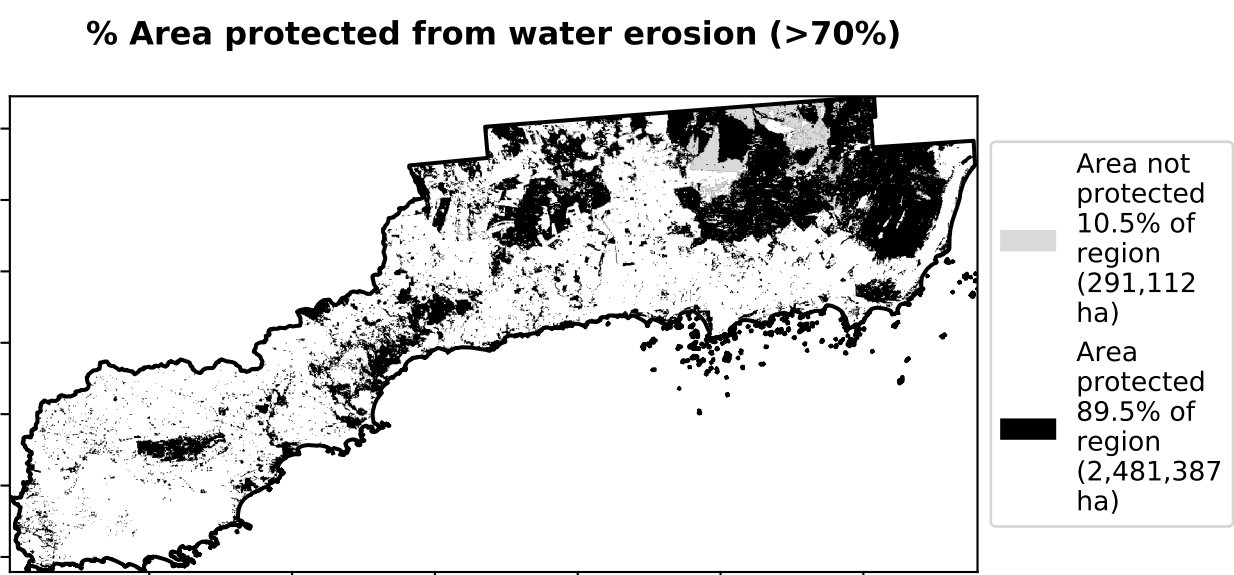 % Area protected from water erosion (>70%)
Area not
protected
10.5% of
region
(291,112
ha)
Area
protected
89.5% of
region
(2,481,387
ha)